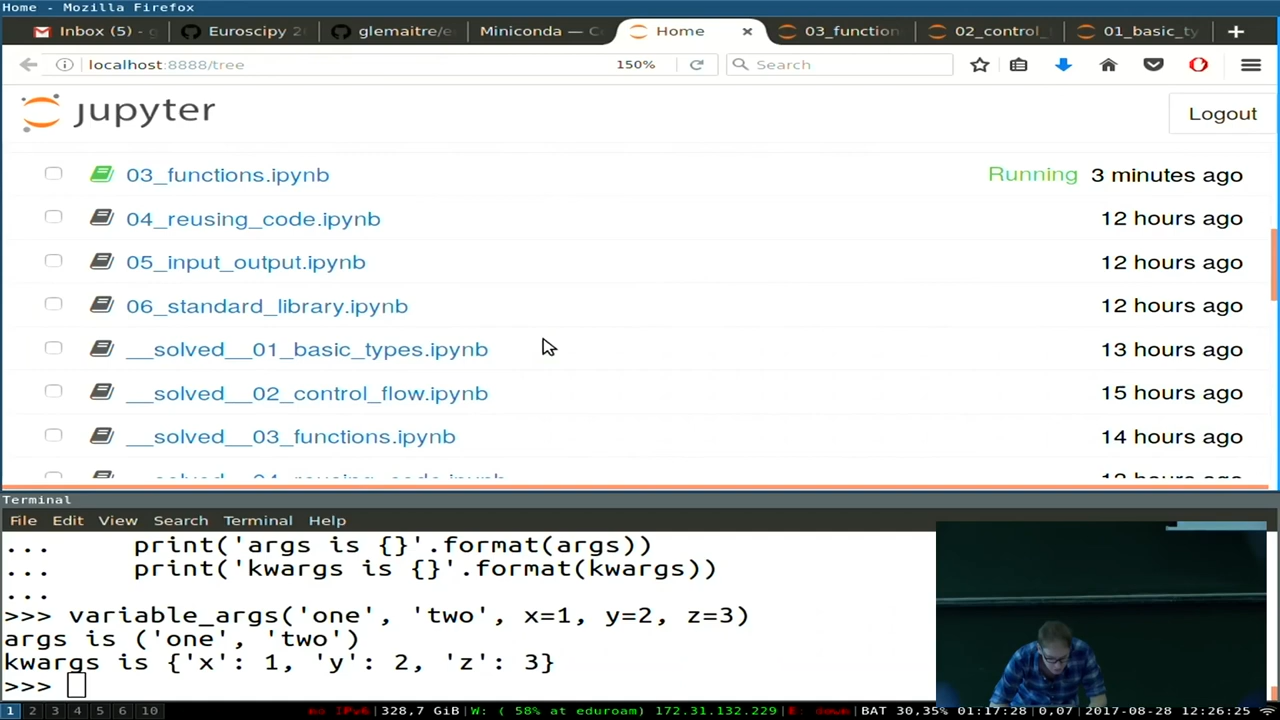 Home - Mozilla Firefox
Inbox (5) - g
Euroscipy 2
glemaitre/e
Miniconda — C
Home
03_function
02_control_
01_basic_ty
localhost:8888/tree
150%
Search
jupyter
Logout
03_functions.ipynb Running 3 minutes ago
04_reusing_code.ipynb 12 hours ago
05_input_output.ipynb 12 hours ago
06_standard_library.ipynb 12 hours ago
__solved__01_basic_types.ipynb 13 hours ago
__solved__02_control_flow.ipynb 15 hours ago
__solved__03_functions.ipynb 14 hours ago
__solved__04_reusing_code.ipynb
Terminal
File Edit View Search Terminal Help
... print('args is {}'.format(args))
... print('kwargs is {}'.format(kwargs))
...
>>> variable_args('one', 'two', x=1, y=2, z=3)
args is ('one', 'two')
kwargs is {'x': 1, 'y': 2, 'z': 3}
>>>
1 2 3 4 5 6 10 no IPv6|328,7 GiB|W: ( 58% at eduroam) 172.31.132.229|E: down|BAT 30,35% 01:17:28|0,07|2017-08-28 12:26:25